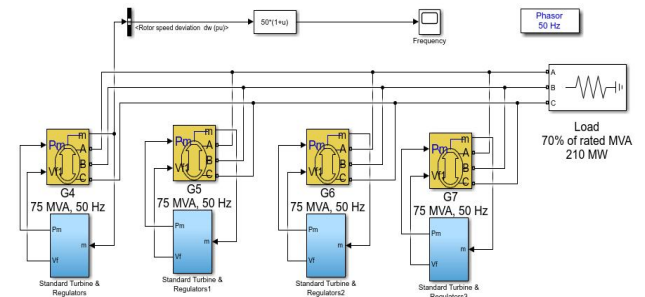 Phasor
50 Hz
<Rotor speed deviation dw (pu)>
50*(1+u)
Frequency
A
B
C
Load
70% of rated MVA
210 MW
G4
Pm
Vf
m
A
B
C
75 MVA, 50 Hz
G5
Pm
m
A
B
C
75 MVA, 50 Hz
G6
Pm
m
A
B
C
75 MVA, 50 Hz
G7
Pm
m
A
B
C
75 MVA, 50 Hz
Pm
m
Vf
Standard Turbine &
Regulators
Pm
m
Vf
Standard Turbine &
Regulators1
Pm
m
Vf
Standard Turbine &
Regulators2
Pm
m
Vf
Standard Turbine &
Regulators3